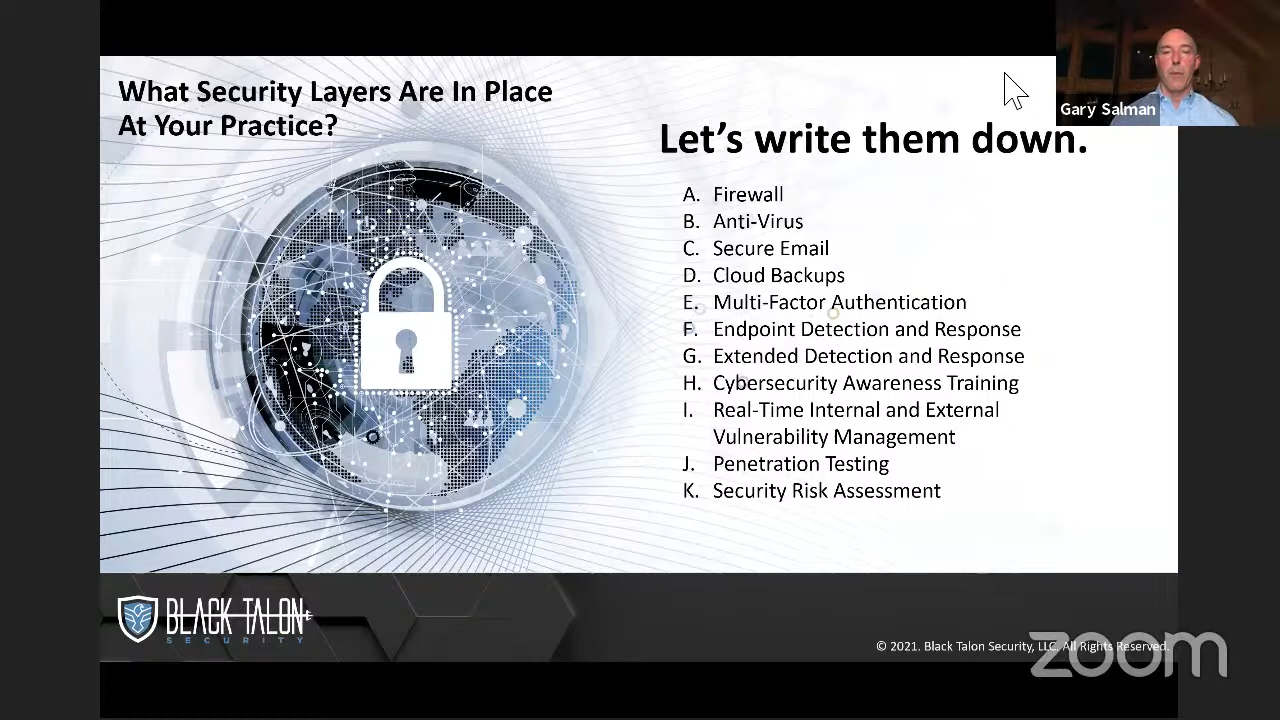 What Security Layers Are In Place
At Your Practice?
Gary Salman
Let's write them down.
A. Firewall
B. Anti-Virus
C. Secure Email
D. Cloud Backups
E. Multi-Factor Authentication
F. Endpoint Detection and Response
G. Extended Detection and Response
H. Cybersecurity Awareness Training
I. Real-Time Internal and External
Vulnerability Management
J. Penetration Testing
K. Security Risk Assessment
BLACK TALON
SECURITY
© 2021. Black Talon Security, LLC. All Rights Reserved.
zoom